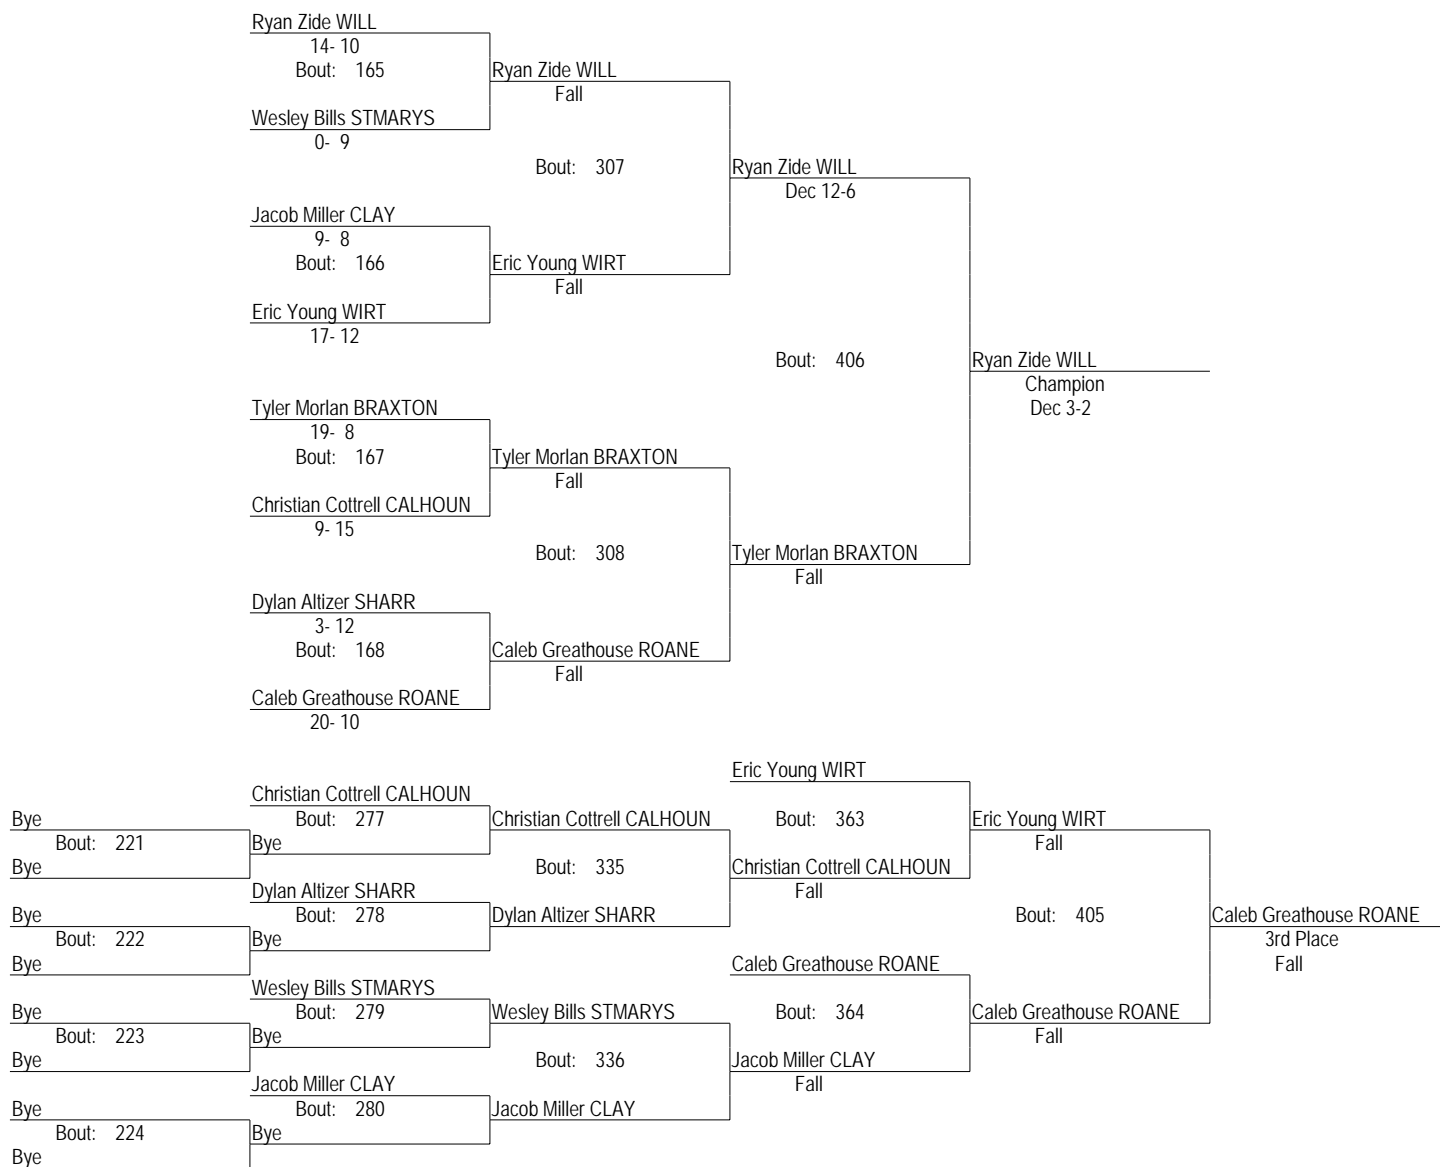 Ryan Zide WILL
14- 10
Bout: 165
Ryan Zide WILL
Fall
Wesley Bills STMARYS
0- 9
Bout: 307
Ryan Zide WILL
Dec 12-6
Jacob Miller CLAY
9- 8
Bout: 166
Eric Young WIRT
Fall
Eric Young WIRT
17- 12
Bout: 406
Ryan Zide WILL
Champion
Dec 3-2
Tyler Morlan BRAXTON
19- 8
Bout: 167
Tyler Morlan BRAXTON
Fall
Christian Cottrell CALHOUN
9- 15
Bout: 308
Tyler Morlan BRAXTON
Fall
Dylan Altizer SHARR
3- 12
Bout: 168
Caleb Greathouse ROANE
Fall
Caleb Greathouse ROANE
20- 10
Eric Young WIRT
Christian Cottrell CALHOUN
Bye
Bout: 277
Christian Cottrell CALHOUN
Bout: 363
Eric Young WIRT
Bout: 221
Bye
Fall
Bye
Bout: 335
Christian Cottrell CALHOUN
Fall
Dylan Altizer SHARR
Bye
Bout: 278
Dylan Altizer SHARR
Bout: 405
Caleb Greathouse ROANE
Bout: 222
Bye
3rd Place
Bye
Caleb Greathouse ROANE
Fall
Wesley Bills STMARYS
Bye
Bout: 279
Wesley Bills STMARYS
Bout: 364
Caleb Greathouse ROANE
Bout: 223
Bye
Fall
Bye
Bout: 336
Jacob Miller CLAY
Fall
Jacob Miller CLAY
Bye
Bout: 280
Jacob Miller CLAY
Bout: 224
Bye
Bye